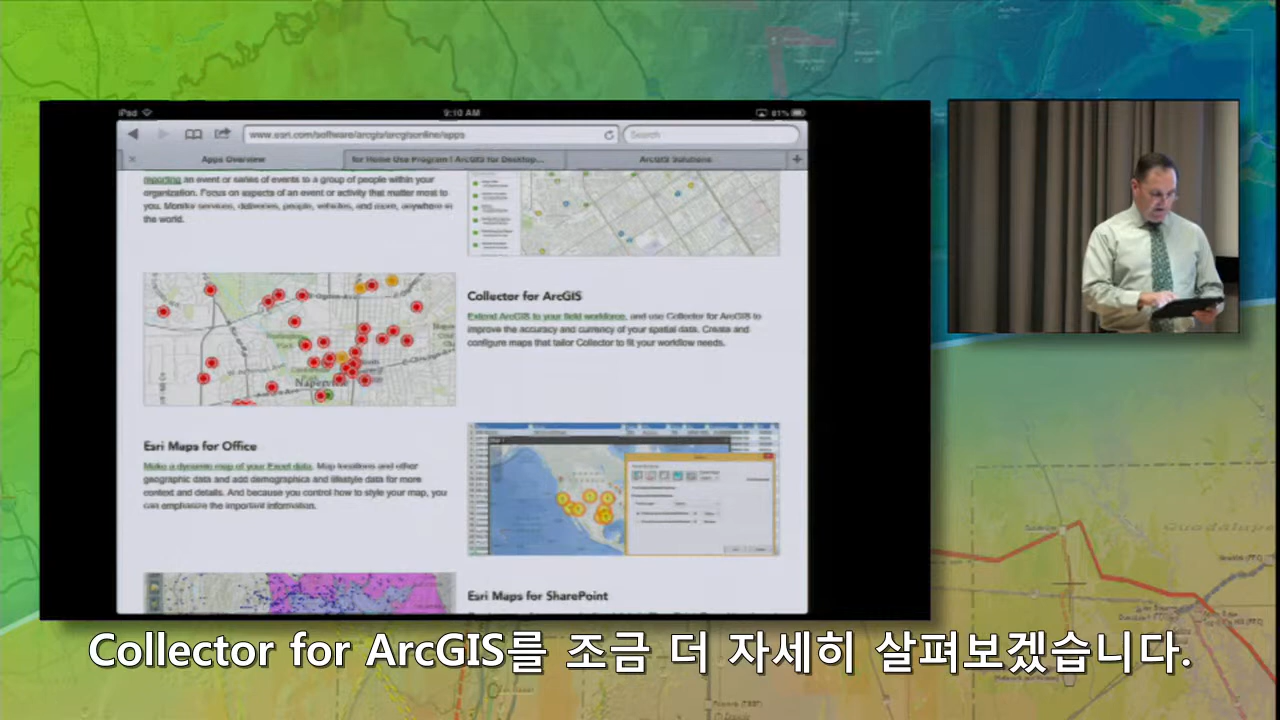 iPad
9:10 AM
81%
www.esri.com/software/arcgis/arcgisonline/apps
Search
Apps Overview
for Home Use Program | ArcGIS for Desktop...
ArcGIS Solutions
reporting an event or series of events to a group of people within your
organization. Focus on aspects of an event or activity that matter most to
you. Monitor services, deliveries, people, vehicles, and more, anywhere in
the world.
Collector for ArcGIS
Extend ArcGIS to your field workforce, and use Collector for ArcGIS to
improve the accuracy and currency of your spatial data. Create and
configure maps that tailor Collector to fit your workflow needs.
Esri Maps for Office
Make a dynamic map of your Excel data. Map locations and other
geographic data and add demographics and lifestyle data for more
context and details. And because you control how to style your map, you
can emphasize the important information.
Esri Maps for SharePoint
Collector for ArcGIS를 조금 더 자세히 살펴보겠습니다.